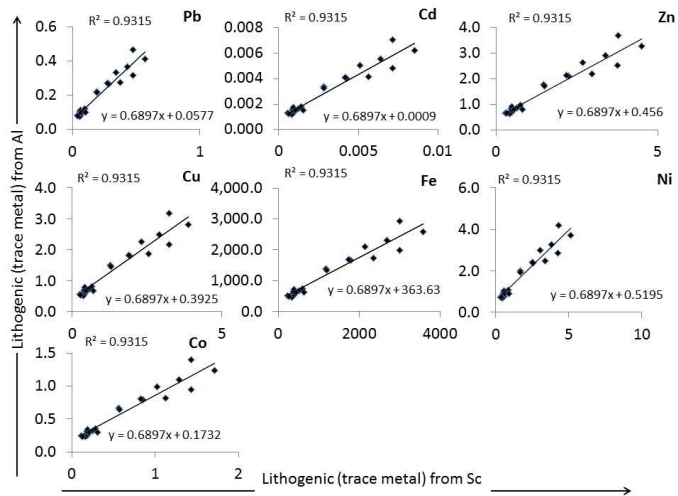 R² = 0.9315 Pb
0.6
0.4
0.2
0.0
y = 0.6897x + 0.0577
0 1
R² = 0.9315 Cd
0.008
0.006
0.004
0.002
0.000
y = 0.6897x + 0.0009
0 0.005 0.01
R² = 0.9315 Zn
4.0
3.0
2.0
1.0
0.0
y = 0.6897x + 0.456
0 5
Cu
R² = 0.9315
4.0
3.0
2.0
1.0
0.0
y = 0.6897x + 0.3925
0 5
R² = 0.9315 Fe
4,000.0
3,000.0
2,000.0
1,000.0
0.0
y = 0.6897x + 363.63
0 2000 4000
R² = 0.9315 Ni
6.0
4.0
2.0
0.0
y = 0.6897x + 0.5195
0 5 10
R² = 0.9315 Co
1.5
1.0
0.5
0.0
y = 0.6897x + 0.1732
0 1 2
Lithogenic (trace metal) from Al
Lithogenic (trace metal) from Sc